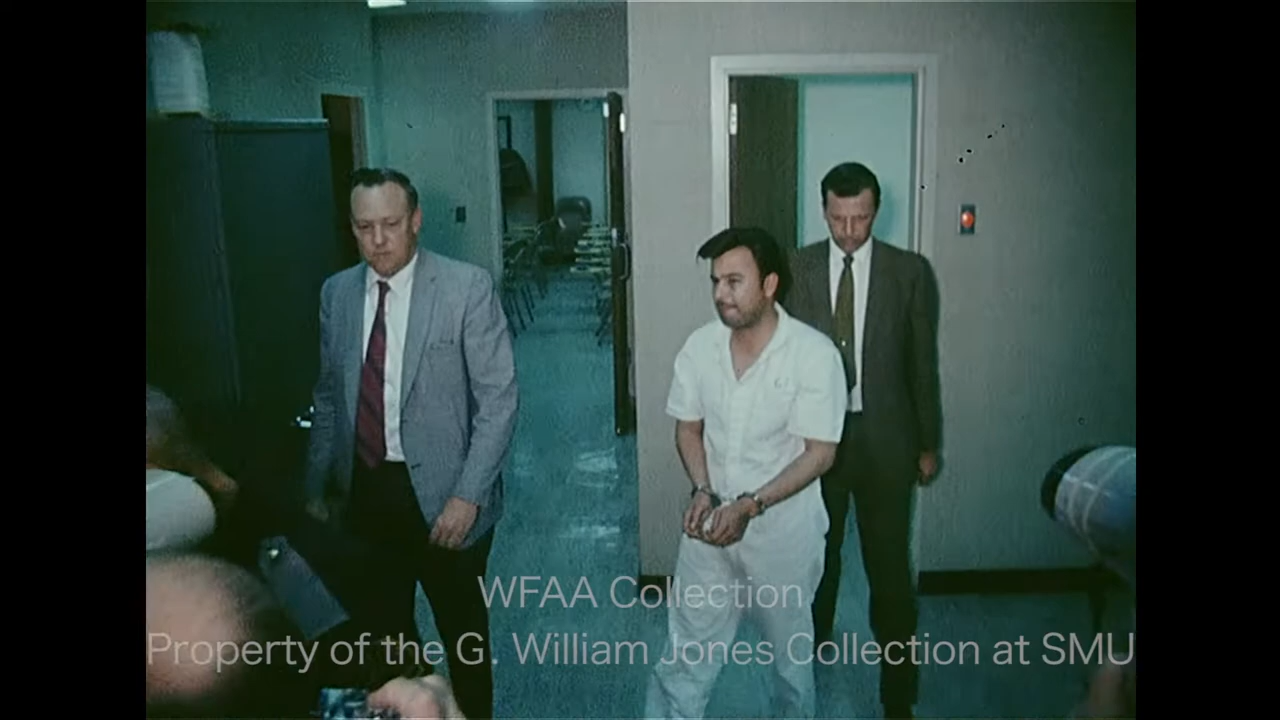 WFAA Collection
Property of the G. William Jones Collection at SMU